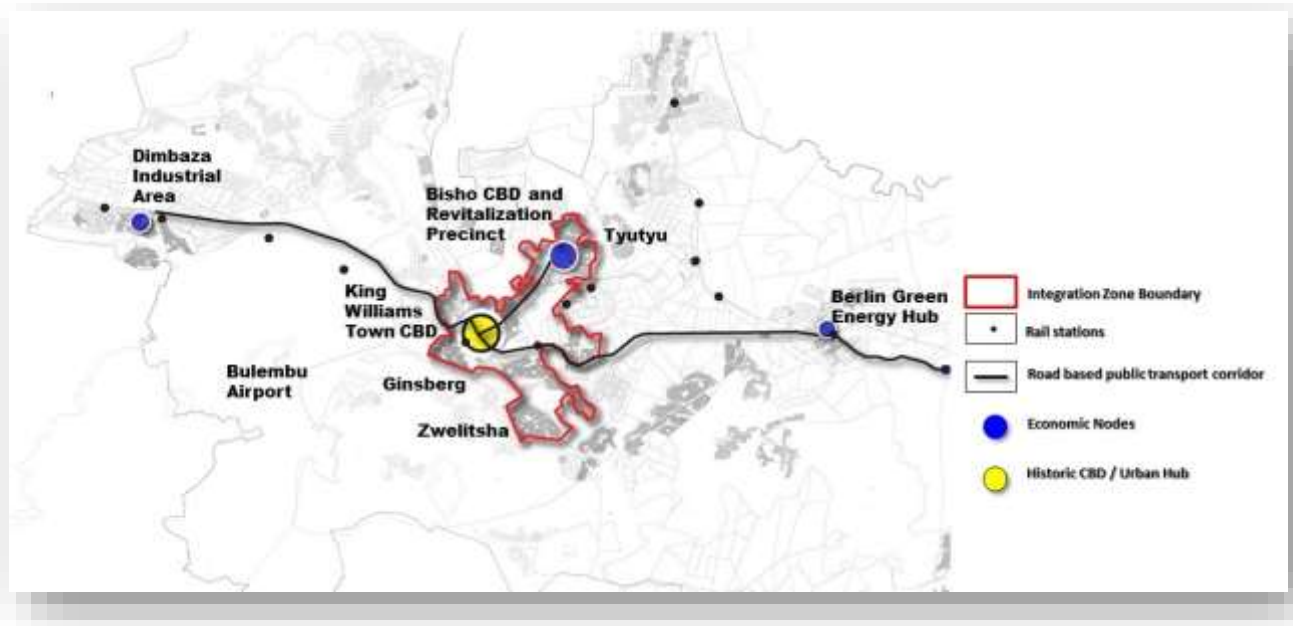 Dimbaza
Industrial
Area
Bisho CBD and
Revitalization
Precinct
Tyutyu
King
Williams
Town CBD
Berlin Green
Energy Hub
Bulembu
Airport
Ginsberg
Zwelitsha
Integration Zone Boundary
Rail stations
Road based public transport corridor
Economic Nodes
Historic CBD / Urban Hub